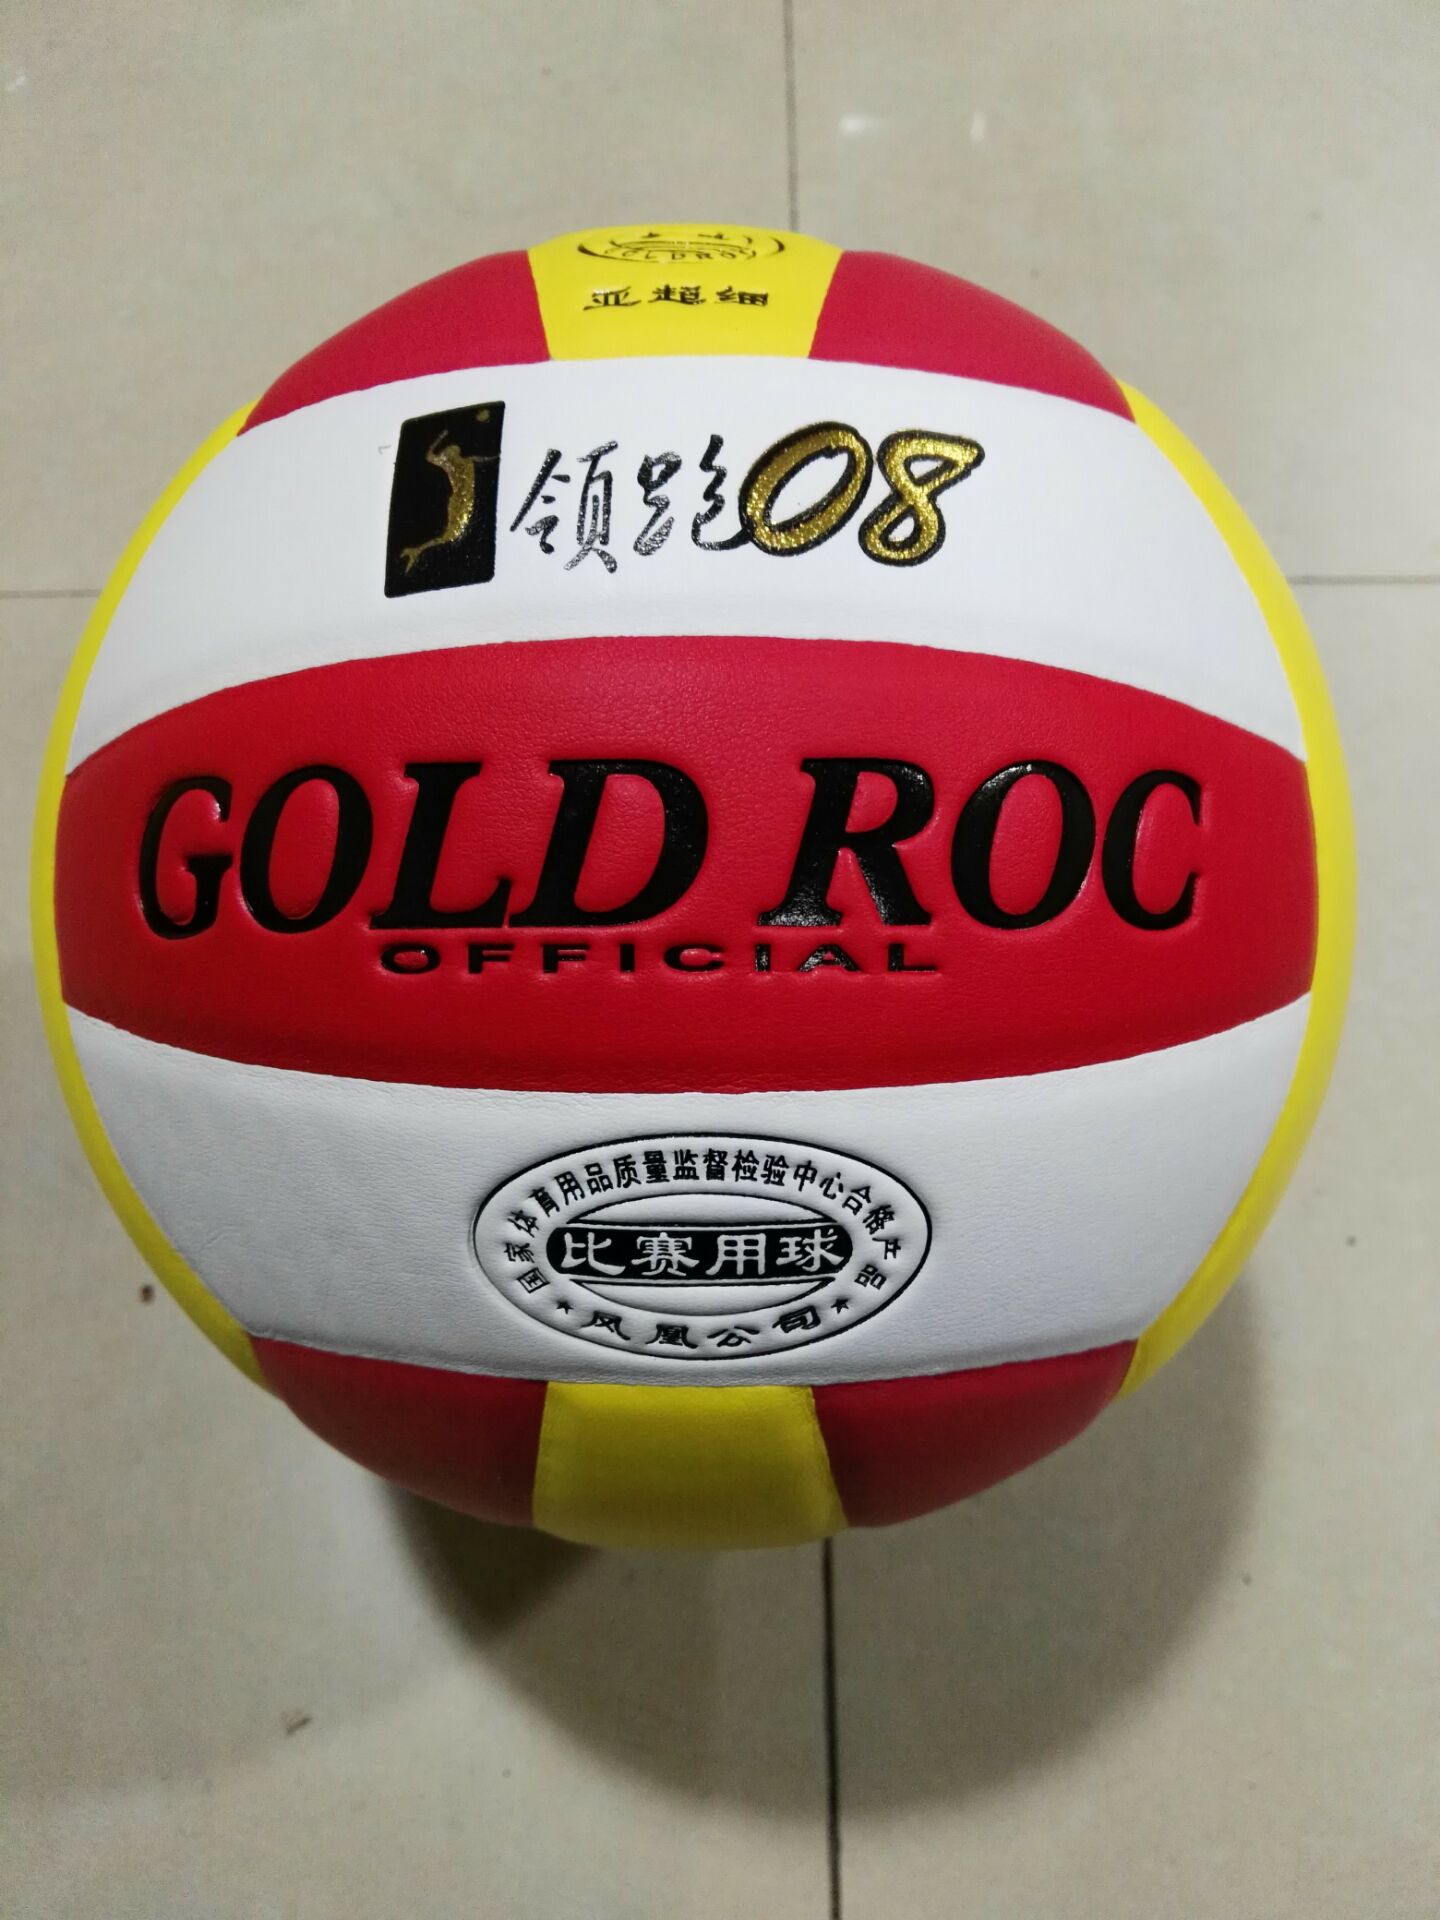 GOLDROC
亚超细
领跑08
GOLD ROC
OFFICIAL
国家体育用品质量监督检验中心合格产品
比赛用球
★凤凰公司★